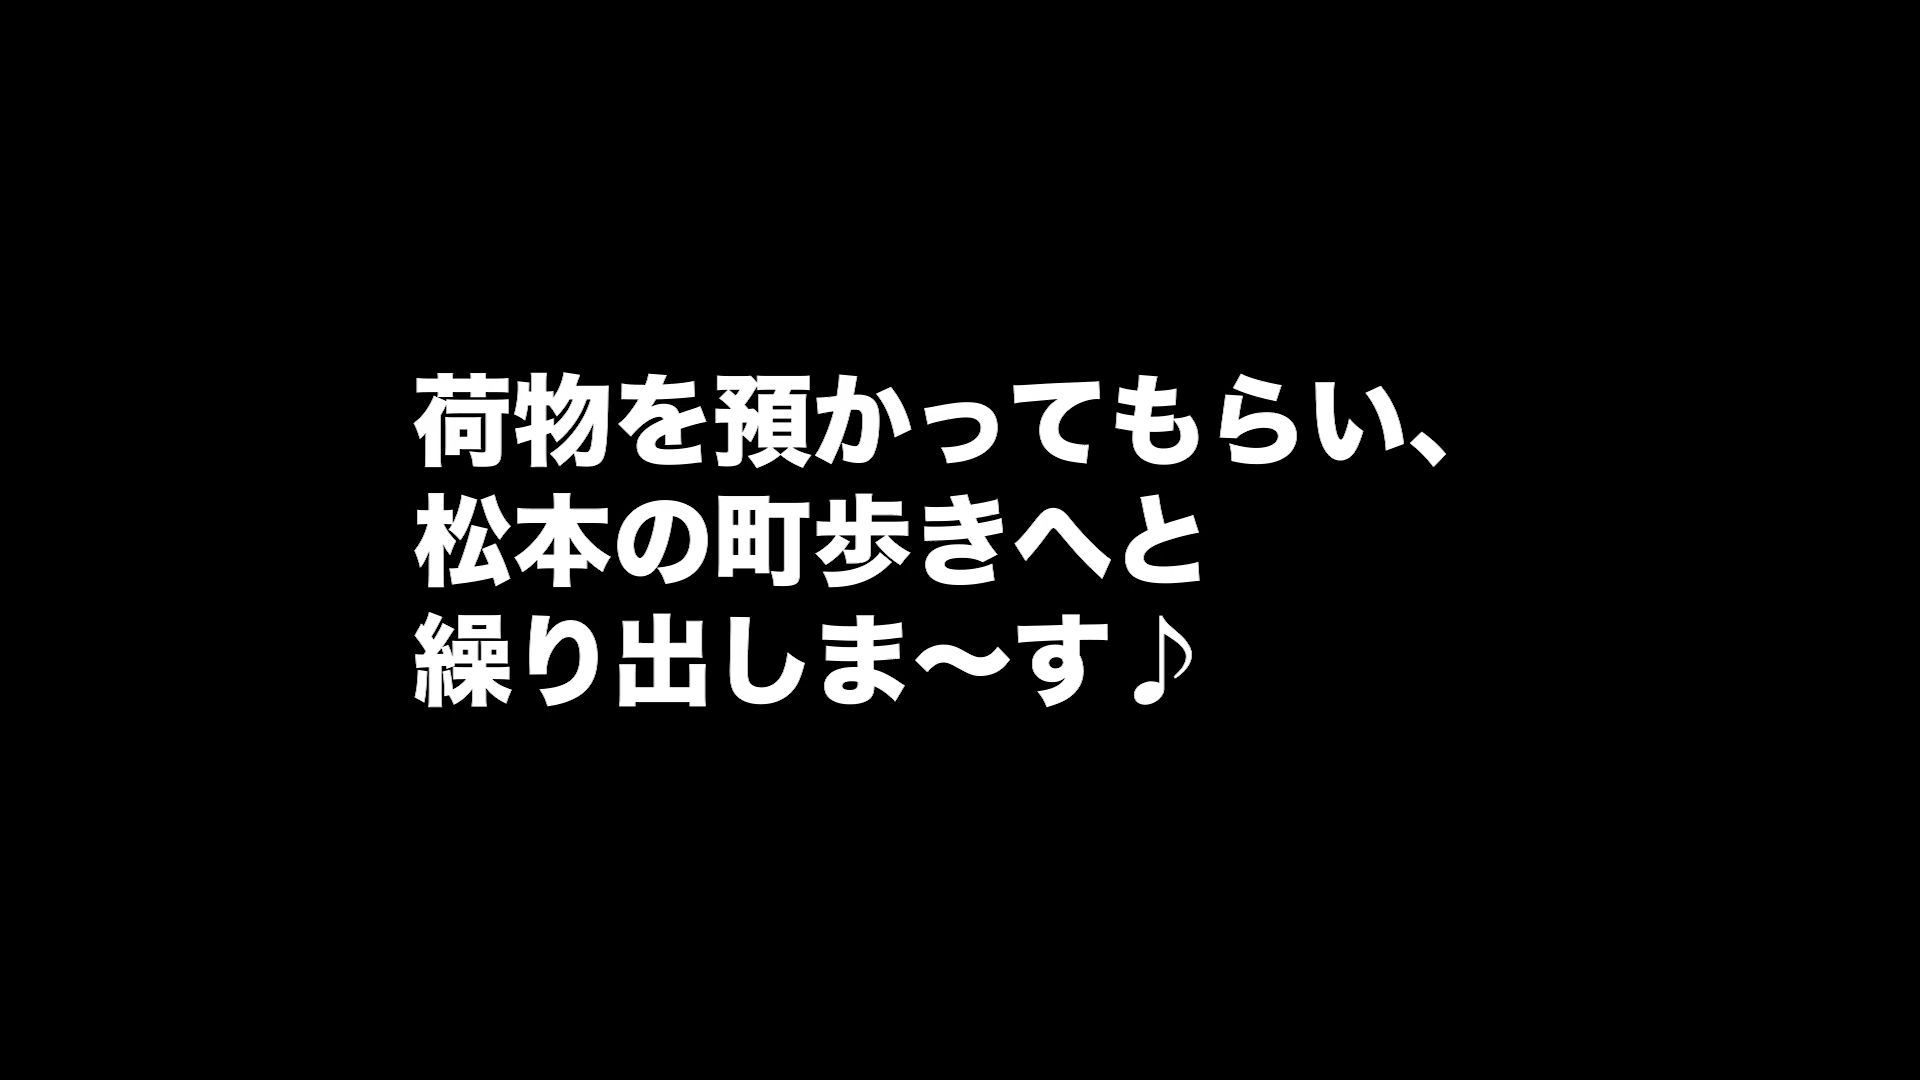 荷物を預かってもらい、
松本の町歩きへと
繰り出しま〜す♪